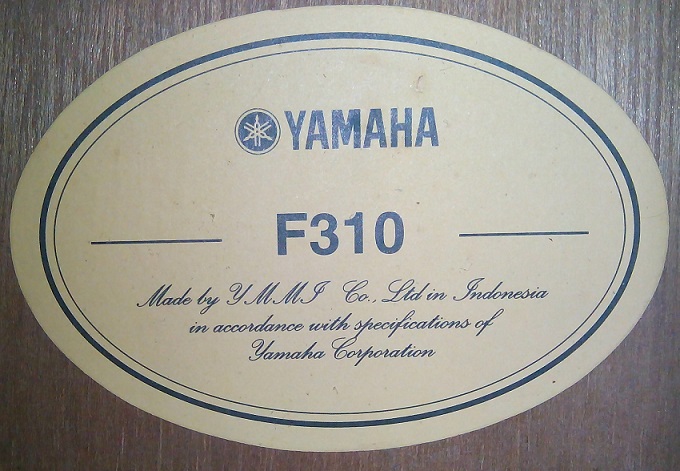 YAMAHA
F310
Made by YMMI Co., Ltd in Indonesia
in accordance with specifications of
Yamaha Corporation